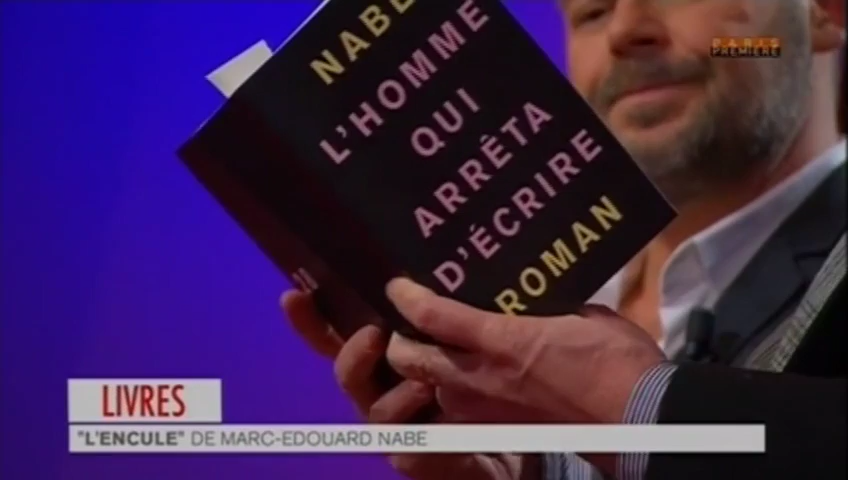 PARIS
PREMIÈRE
NABE
L'HOMME
QUI
ARRÊTA
D'ÉCRIRE
ROMAN
LIVRES
"L'ENCULE" DE MARC-EDOUARD NABE